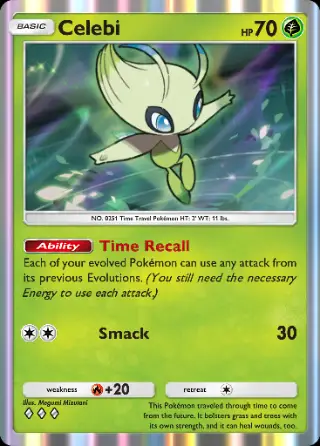 BASIC
Celebi
HP 70
NO. 0251 Time Travel Pokémon HT: 2' WT: 11 lbs.
Ability Time Recall
Each of your evolved Pokémon can use any attack from
its previous Evolutions. (You still need the necessary
Energy to use each attack.)
Smack 30
weakness +20 retreat
Illus. Megumi Mizutani
This Pokémon traveled through time to come
from the future. It bolsters grass and trees with
its own strength, and it can heal wounds, too.